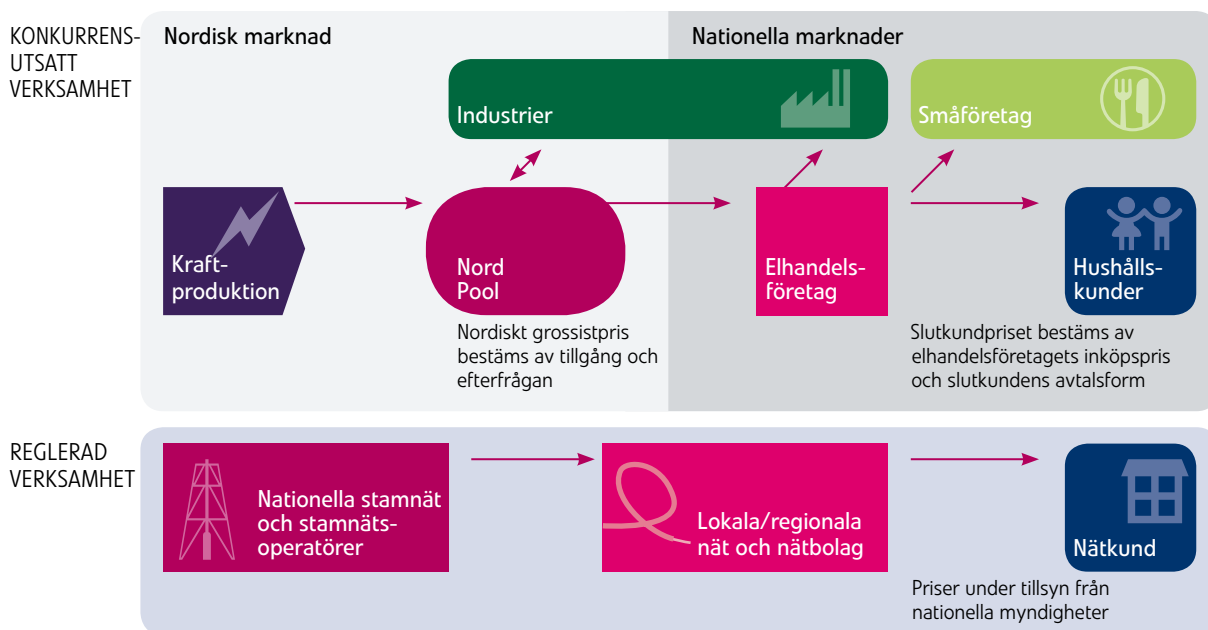 KONKURRENS-
UTSATT
VERKSAMHET
Nordisk marknad
Nationella marknader
Industrier
Småföretag
Kraft-
produktion
Nord
Pool
Elhandels-
företag
Hushålls-
kunder
Nordiskt grossistpris
bestäms av tillgång och
efterfrågan
Slutkundpriset bestäms av
elhandelsföretagets inköpspris
och slutkundens avtalsform
REGLERAD
VERKSAMHET
Nationella stamnät
och stamnäts-
operatörer
Lokala/regionala
nät och nätbolag
Nätkund
Priser under tillsyn från
nationella myndigheter